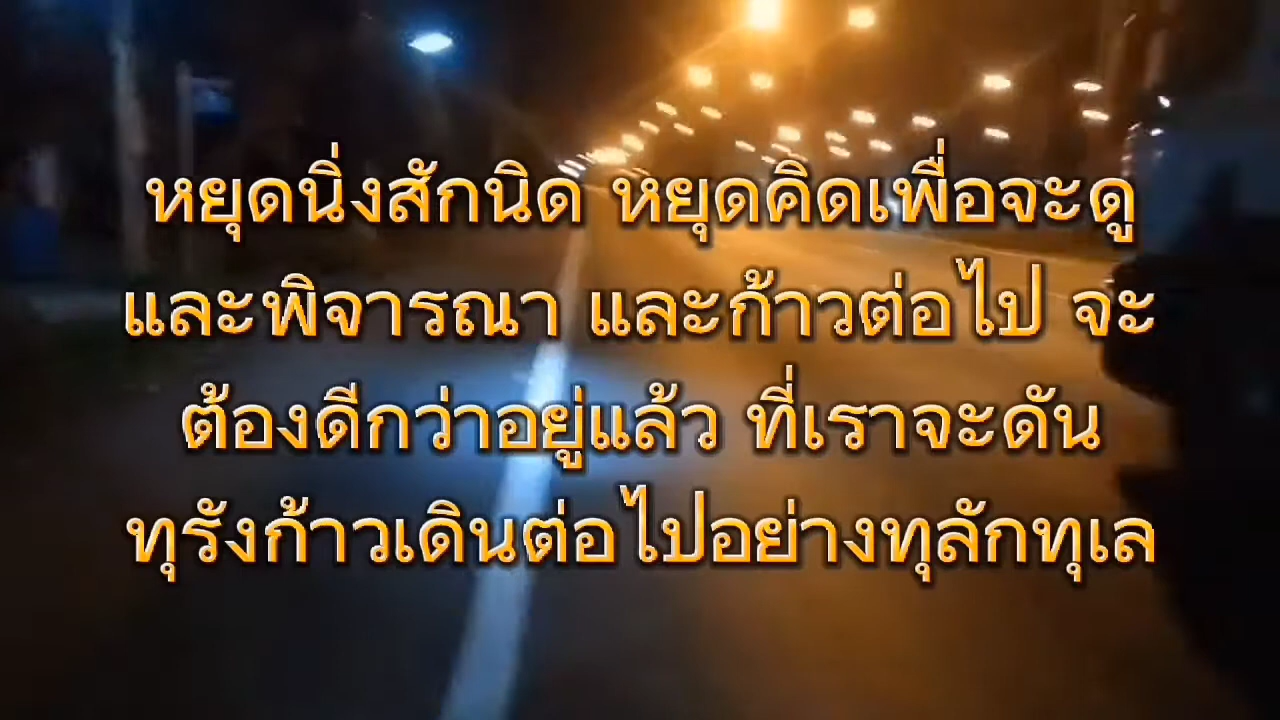 หยุดนิ่งสักนิด หยุดคิดเพื่อจะดู
และพิจารณา และก้าวต่อไป จะ
ต้องดีกว่าอยู่แล้ว ที่เราจะดัน
ทุรังก้าวเดินต่อไปอย่างทุลักทุเล